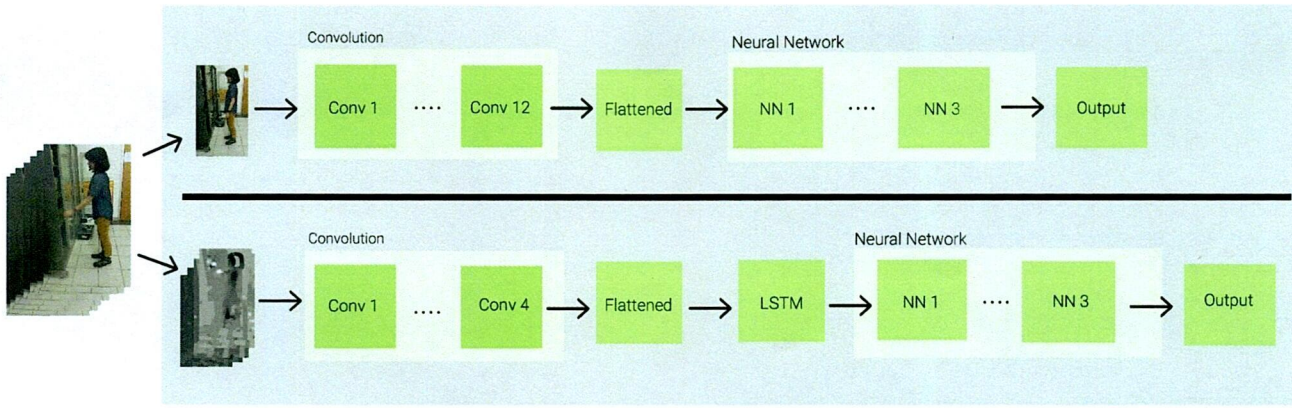 Convolution
Neural Network
Conv 1 .... Conv 12 Flattened NN 1 .... NN 3 Output
Convolution
Neural Network
Conv 1 .... Conv 4 Flattened LSTM NN 1 .... NN 3 Output